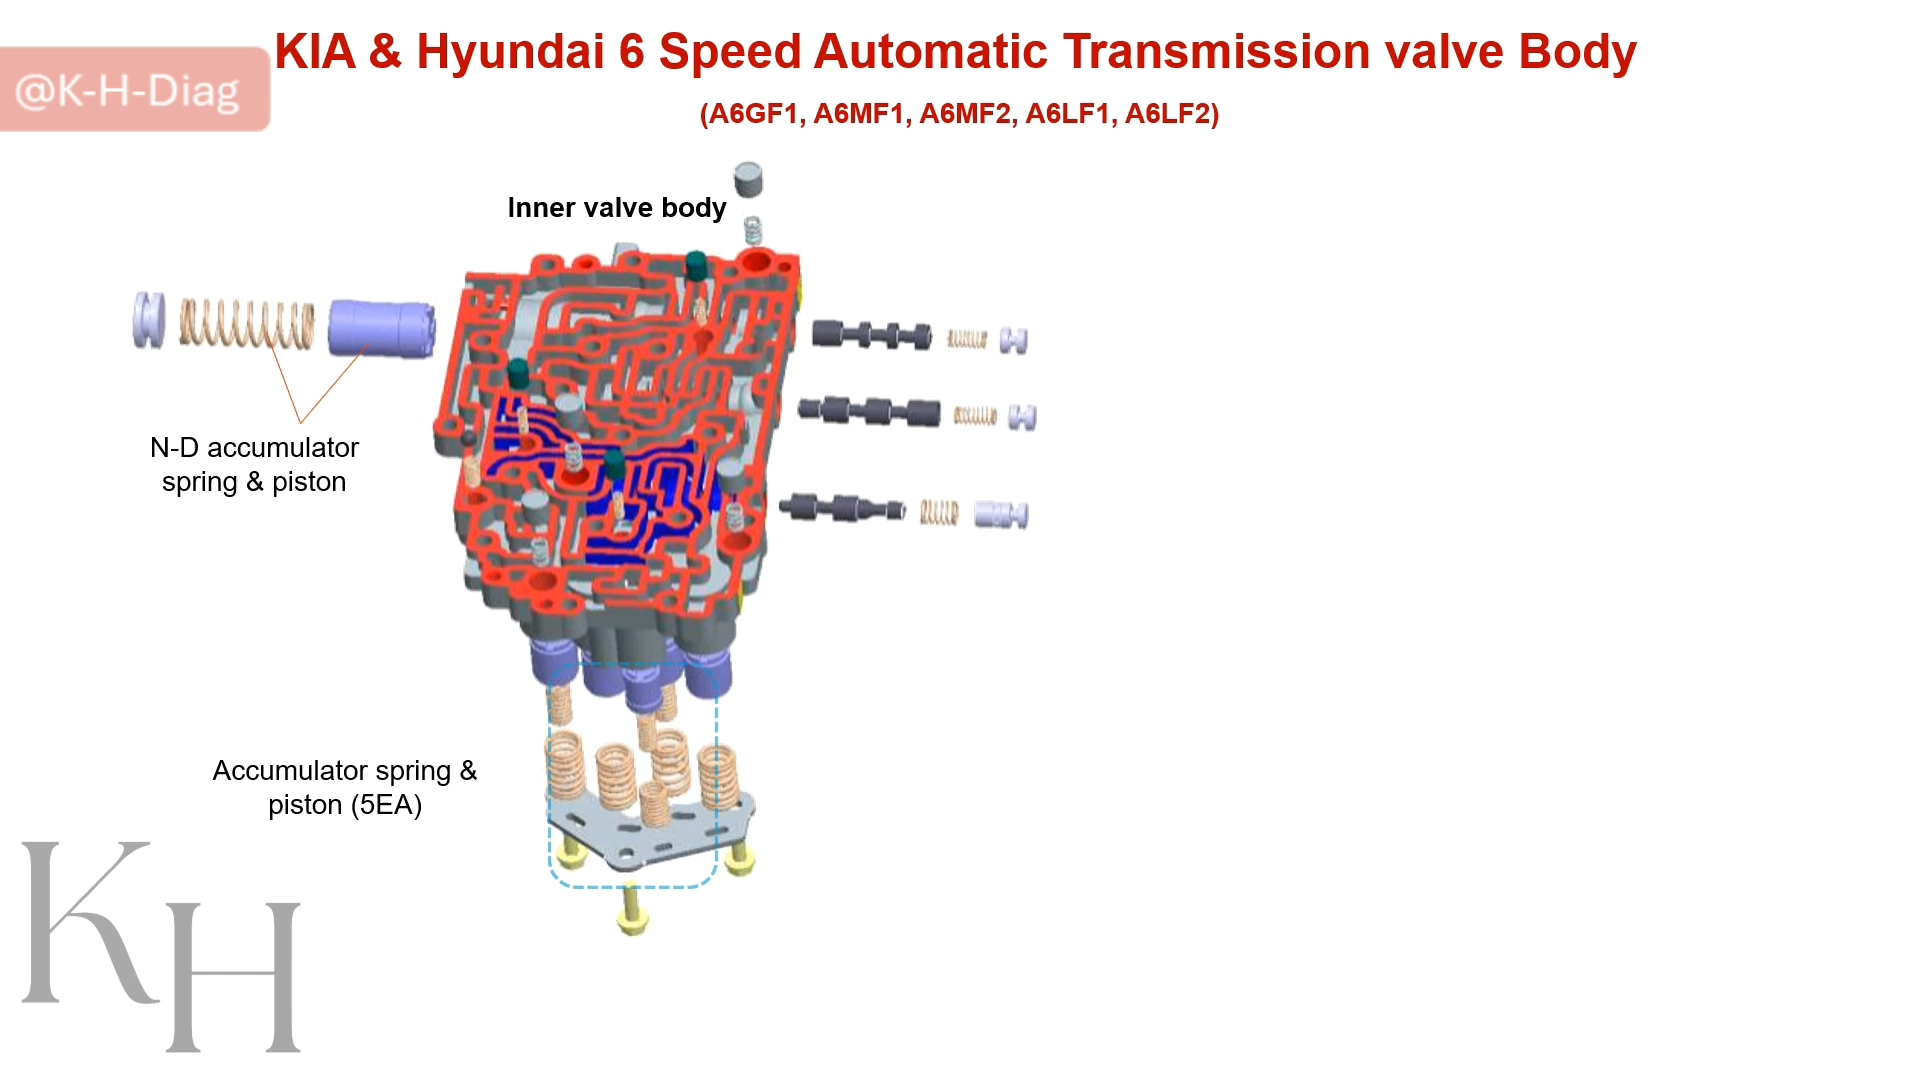 KIA & Hyundai 6 Speed Automatic Transmission valve Body
@K-H-Diag
(A6GF1, A6MF1, A6MF2, A6LF1, A6LF2)
Inner valve body
N-D accumulator
spring & piston
Accumulator spring &
piston (5EA)
KH